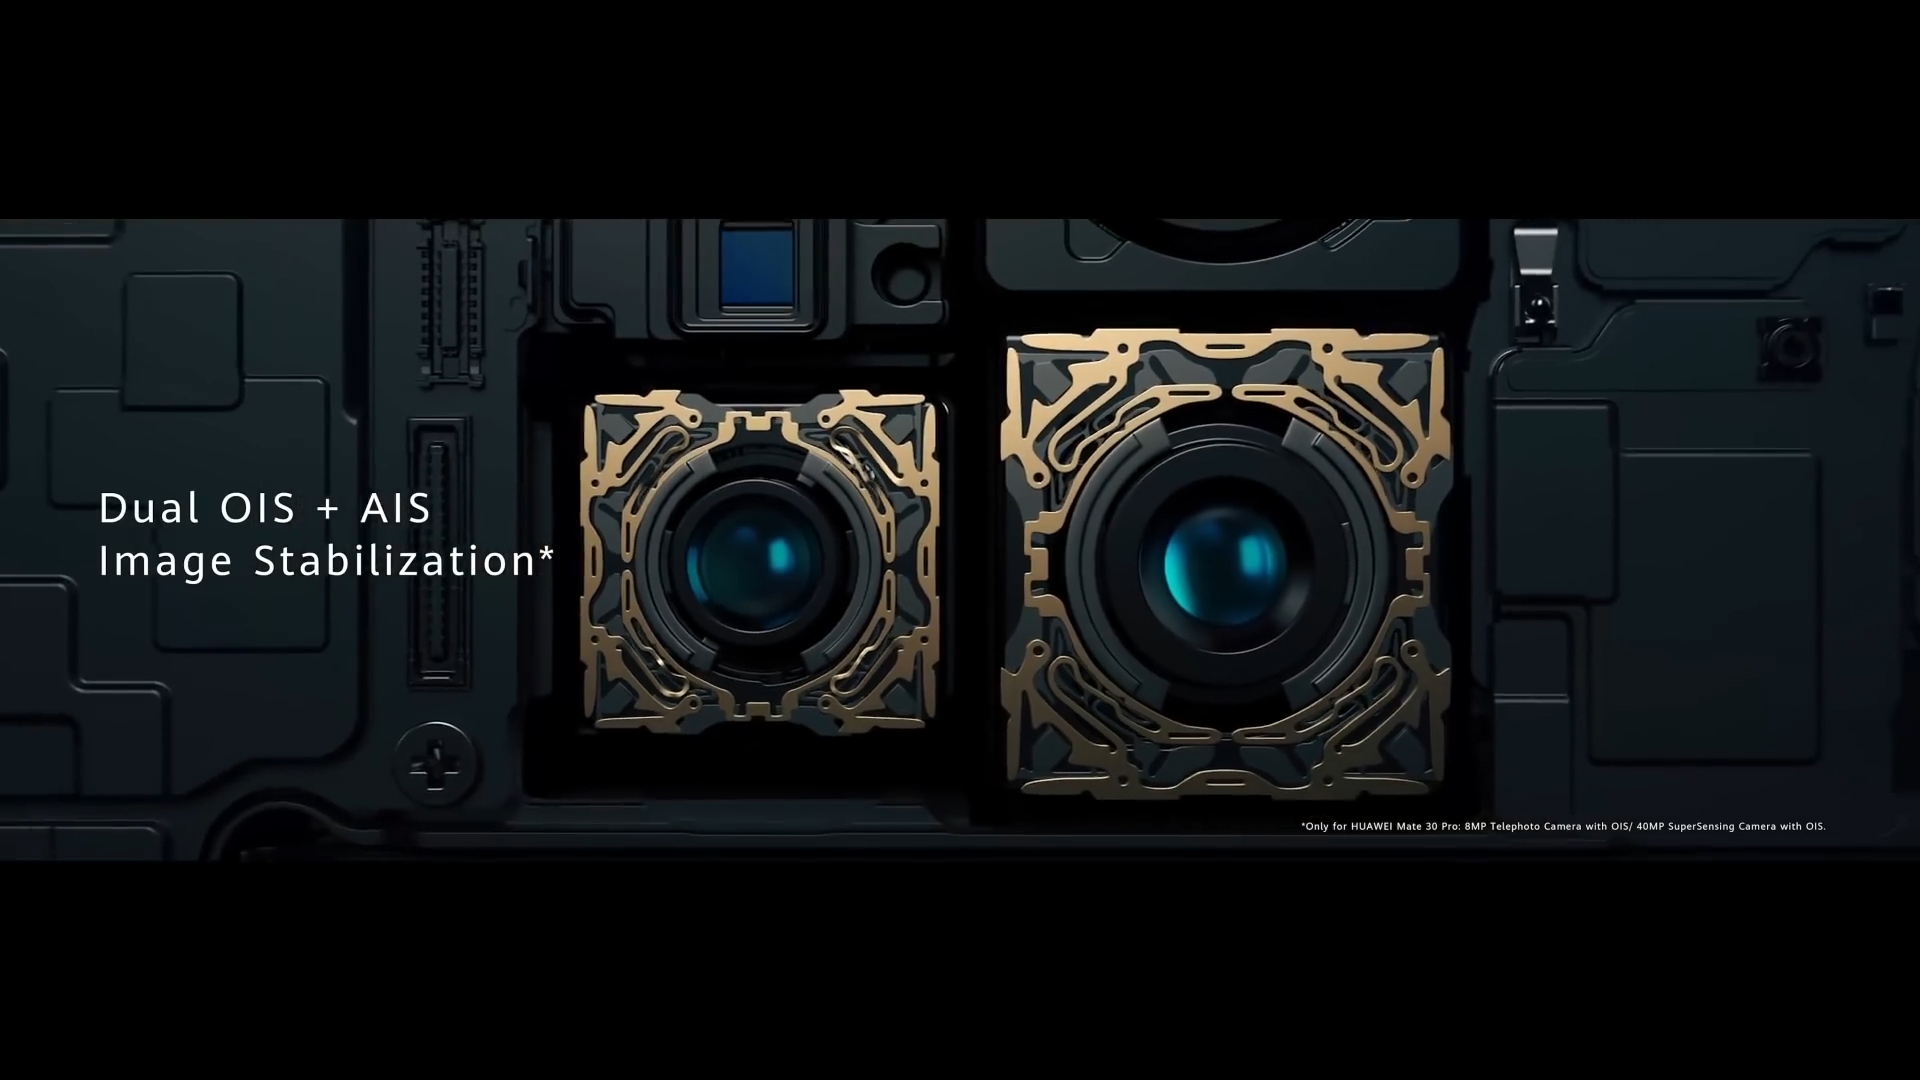 Dual OIS + AIS
Image Stabilization*
*Only for HUAWEI Mate 30 Pro: 8MP Telephoto Camera with OIS/ 40MP SuperSensing Camera with OIS.